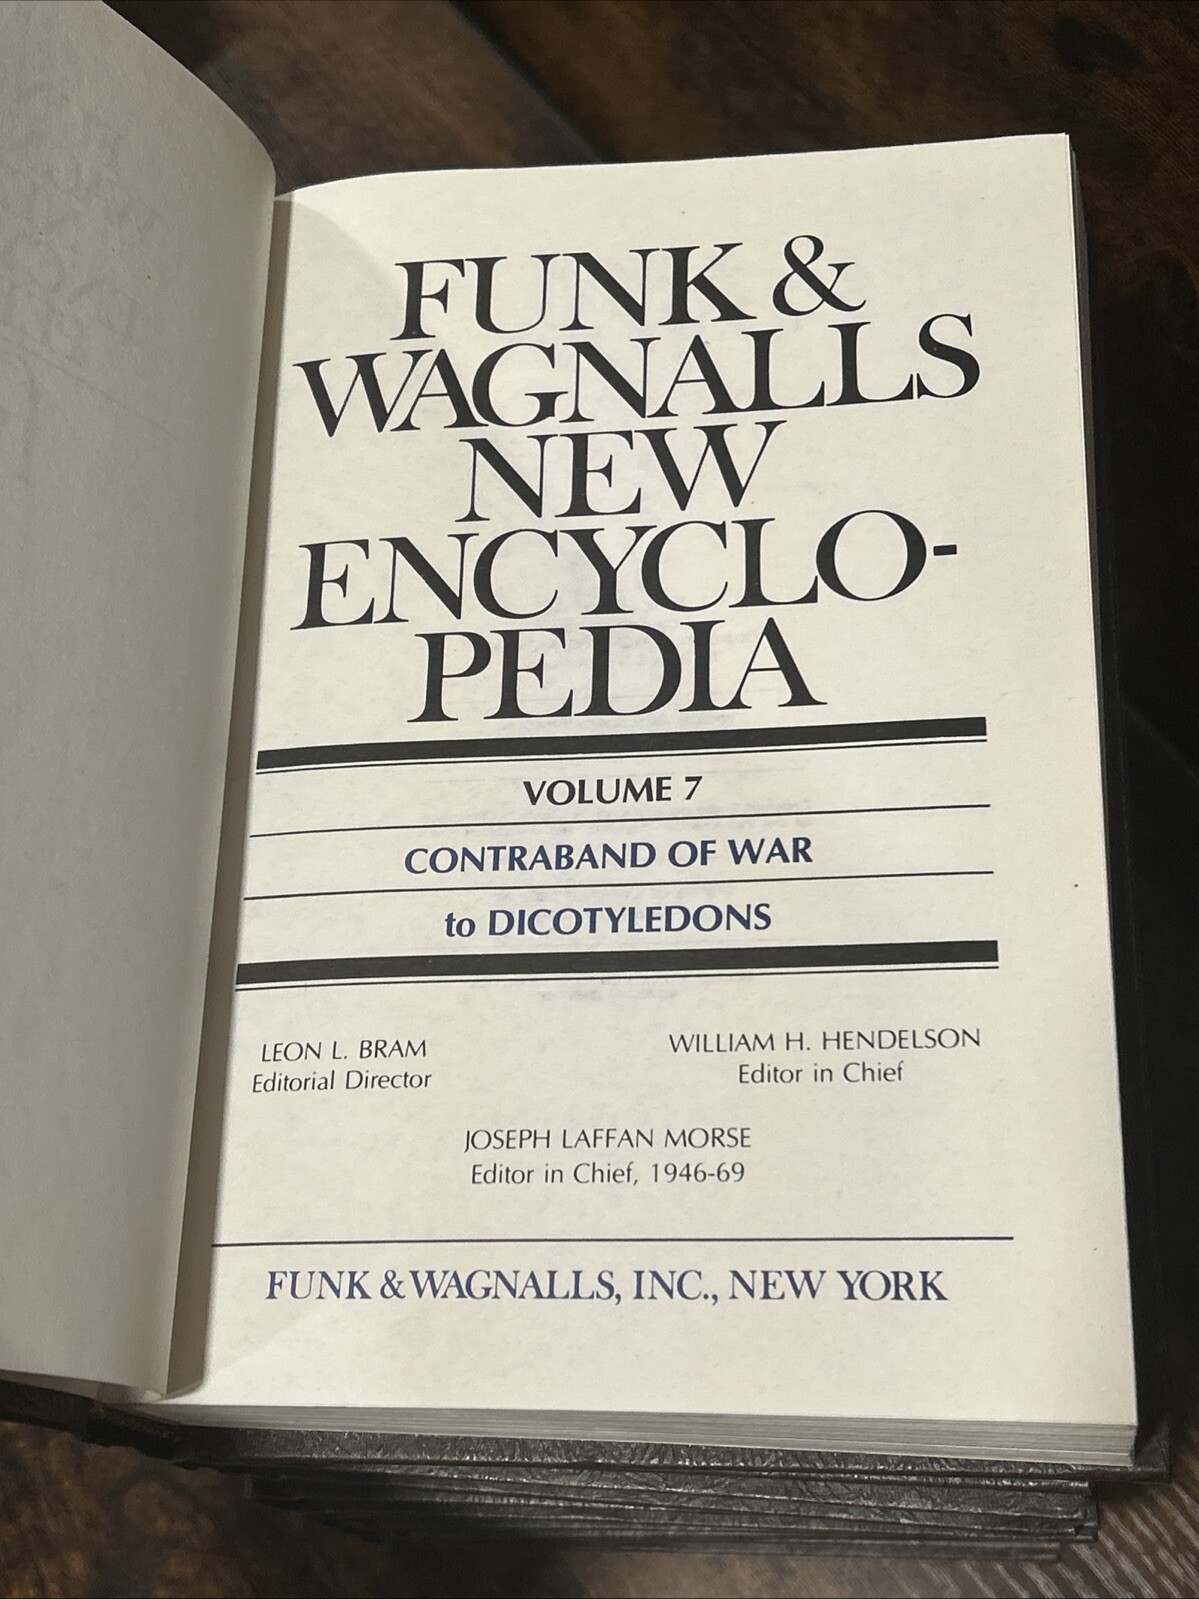 FUNK &
WAGNALLS
NEW
ENCYCLO-
PEDIA
VOLUME 7
CONTRABAND OF WAR
to DICOTYLEDONS
LEON L. BRAM
Editorial Director
WILLIAM H. HENDELSON
Editor in Chief
JOSEPH LAFFAN MORSE
Editor in Chief, 1946-69
FUNK & WAGNALLS, INC., NEW YORK